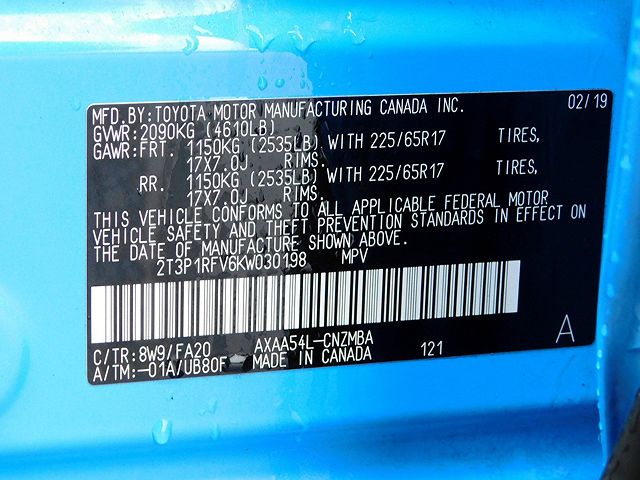 MFD.BY:TOYOTA MOTOR MANUFACTURING CANADA INC. 02/19
GVWR:2090KG (4610LB)
GAWR:FRT. 1150KG (2535LB) WITH 225/65R17 TIRES,
17X7.0J RIMS.
RR. 1150KG (2535LB) WITH 225/65R17 TIRES,
17X7.0J RIMS.
THIS VEHICLE CONFORMS TO ALL APPLICABLE FEDERAL MOTOR
VEHICLE SAFETY AND THEFT PREVENTION STANDARDS IN EFFECT ON
THE DATE OF MANUFACTURE SHOWN ABOVE.
2T3P1RFV6KW030198 MPV
C/TR:8W9/FA20 AXAA54L-CNZMBA
A/TM:-01A/UB80F MADE IN CANADA 121 A